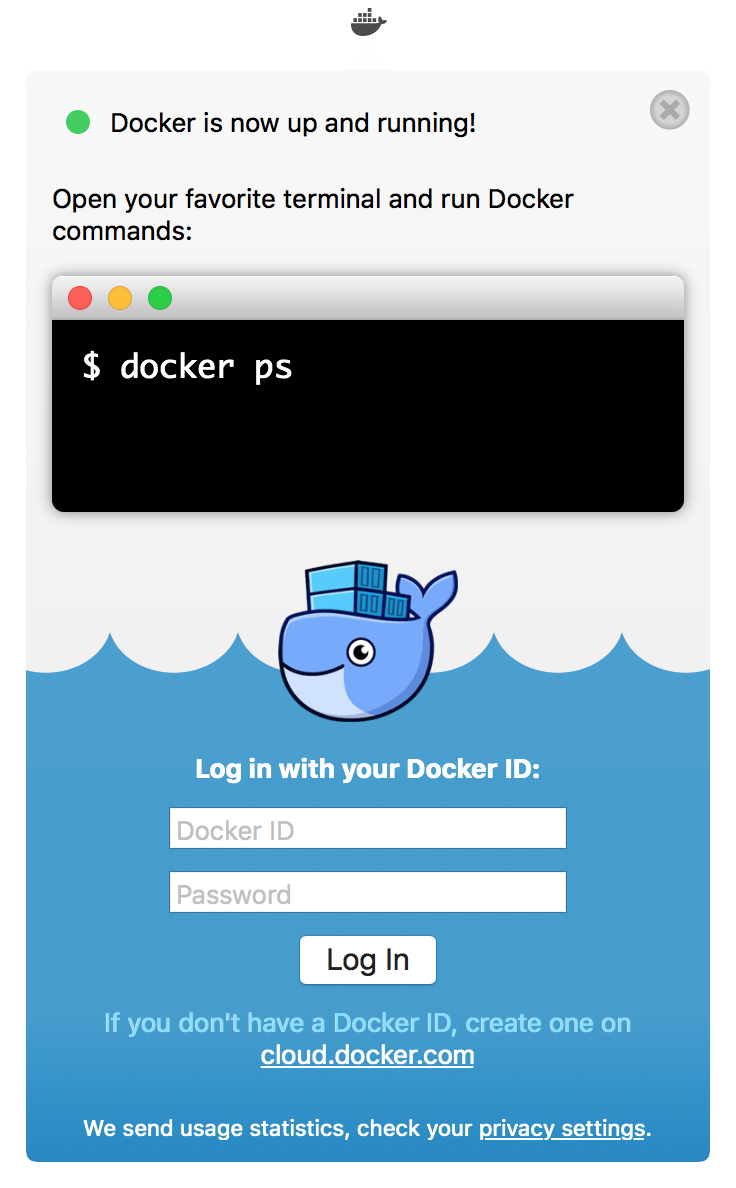 Docker is now up and running!
Open your favorite terminal and run Docker
commands:
$ docker ps
Log in with your Docker ID:
Docker ID
Password
Log In
If you don't have a Docker ID, create one on
cloud.docker.com
We send usage statistics, check your privacy settings.